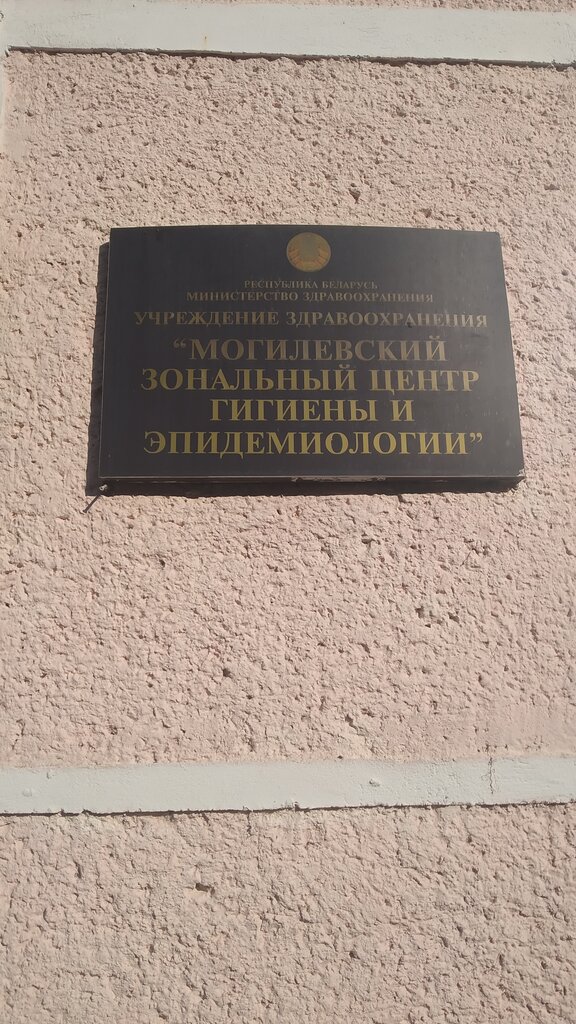 РЕСПУБЛИКА БЕЛАРУСЬ
МИНИСТЕРСТВО ЗДРАВООХРАНЕНИЯ
УЧРЕЖДЕНИЕ ЗДРАВООХРАНЕНИЯ
“МОГИЛЕВСКИЙ
ЗОНАЛЬНЫЙ ЦЕНТР
ГИГИЕНЫ И
ЭПИДЕМИОЛОГИИ”